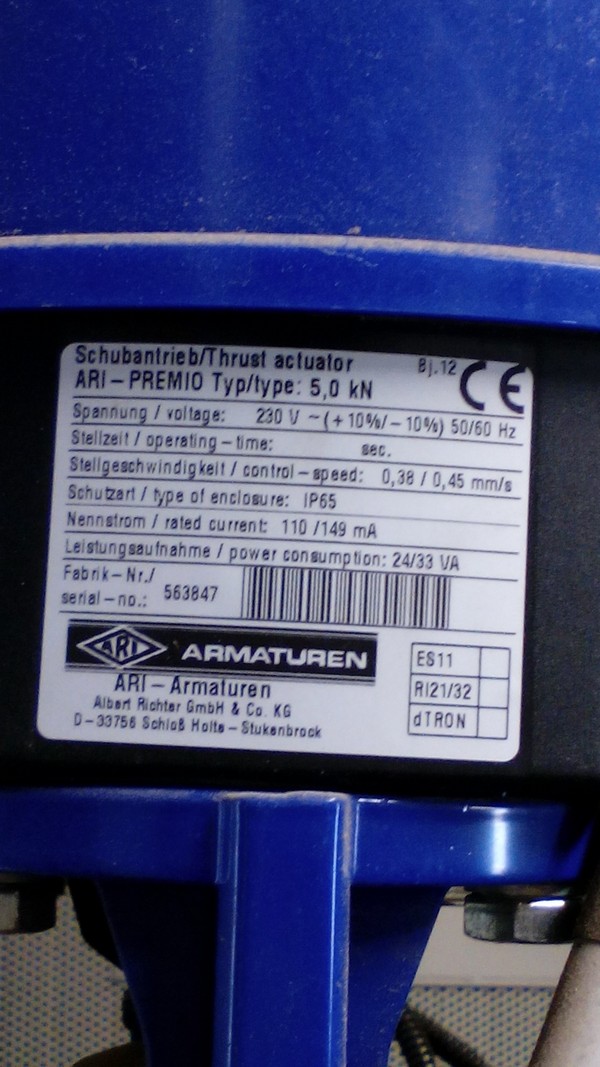 Schubantrieb/Thrust actuator Bj.12 CE
ARI-PREMIO Typ/type: 5,0 kN
Spannung / voltage: 230 V ~(+10%/-10%) 50/60 Hz
Stellzeit / operating-time: sec.
Stellgeschwindigkeit / control-speed: 0,38 / 0,45 mm/s
Schutzart / type of enclosure: IP65
Nennstrom / rated current: 110 /149 mA
Leistungsaufnahme / power consumption: 24/33 VA
Fabrik-Nr./
serial-no.: 563847
ARI ARMATUREN
ARI-Armaturen
Albert Richter GmbH & Co. KG
D-33756 Schloß Holte-Stukenbrock
ES11
RI21/32
dTRON